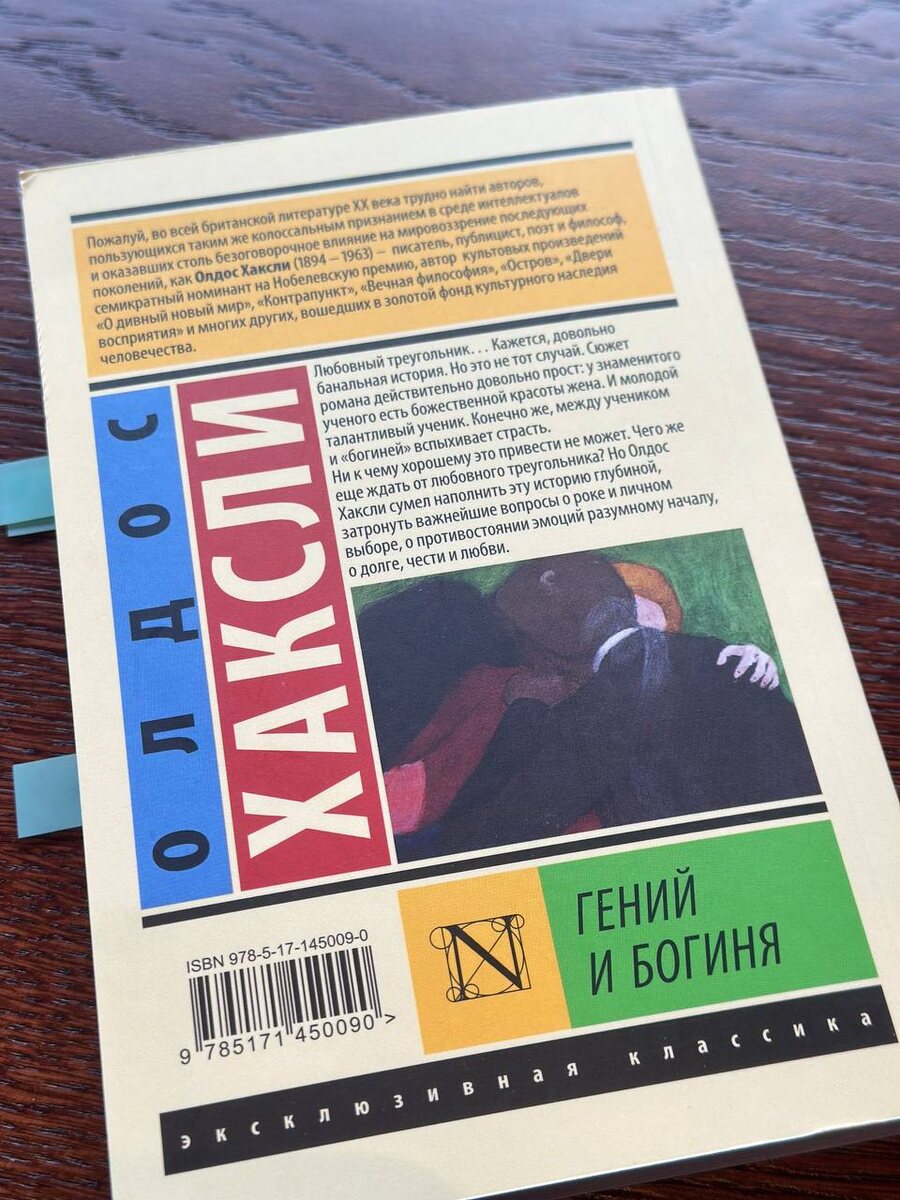 Пожалуй, во всей британской литературе XX века трудно найти авторов,
пользующихся таким же колоссальным признанием в среде интеллектуалов
и оказавших столь безоговорочное влияние на мировоззрение последующих
поколений, как Олдос Хаксли (1894 – 1963) – писатель, публицист, поэт и философ,
семикратный номинант на Нобелевскую премию, автор культовых произведений
«О дивный новый мир», «Контрапункт», «Вечная философия», «Остров», «Двери
восприятия» и многих других, вошедших в золотой фонд культурного наследия
человечества.
ОЛДОС
ХАКСЛИ
Любовный треугольник... Кажется, довольно
банальная история. Но это не тот случай. Сюжет
романа действительно довольно прост: у знаменитого
ученого есть божественной красоты жена. И молодой
талантливый ученик. Конечно же, между учеником
и «богиней» вспыхивает страсть.
Ни к чему хорошему это привести не может. Чего же
еще ждать от любовного треугольника? Но Олдос
Хаксли сумел наполнить эту историю глубиной,
затронуть важнейшие вопросы о роке и личном
выборе, о противостоянии эмоций разумному началу,
о долге, чести и любви.
ISBN 978-5-17-145009-0
9 785171 450090 >
N
ГЕНИЙ
И БОГИНЯ
эксклюзивная классика